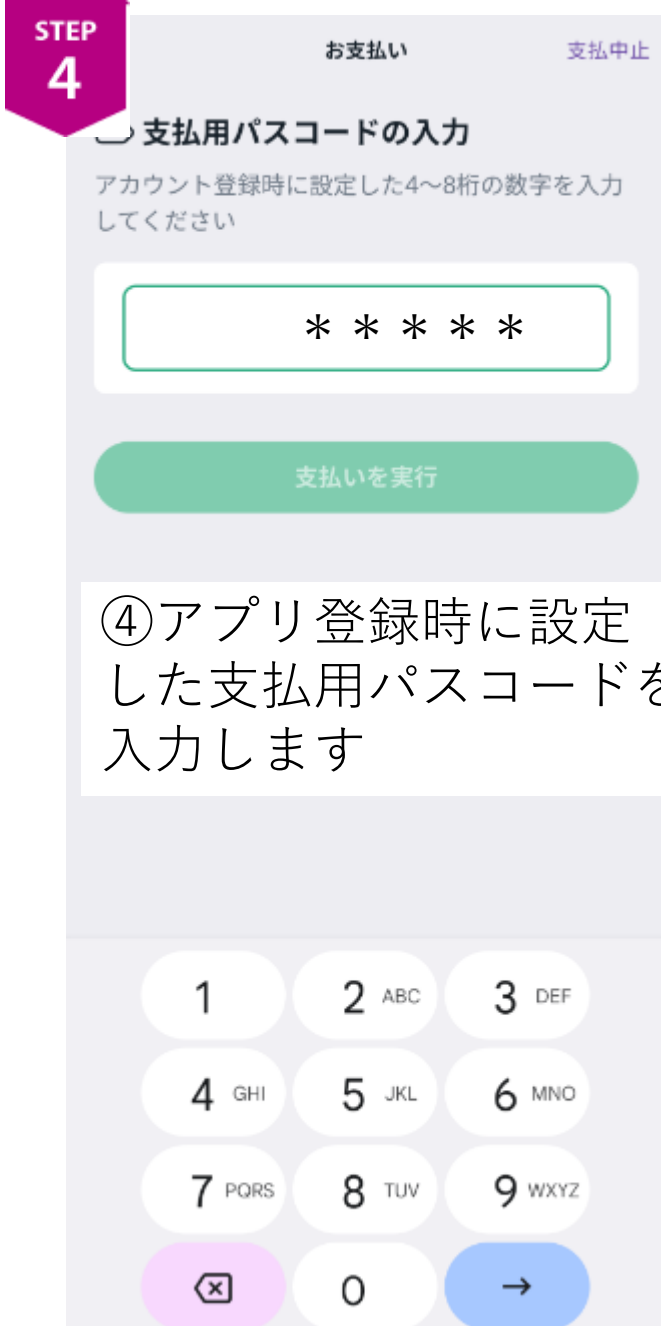 STEP
4
お支払い
支払中止
支払用パスコードの入力
アカウント登録時に設定した4〜8桁の数字を入力
してください
＊＊＊＊＊
支払いを実行
④アプリ登録時に設定
した支払用パスコードを
入力します
1
2 ABC
3 DEF
4 GHI
5 JKL
6 MNO
7 PQRS
8 TUV
9 WXYZ
0